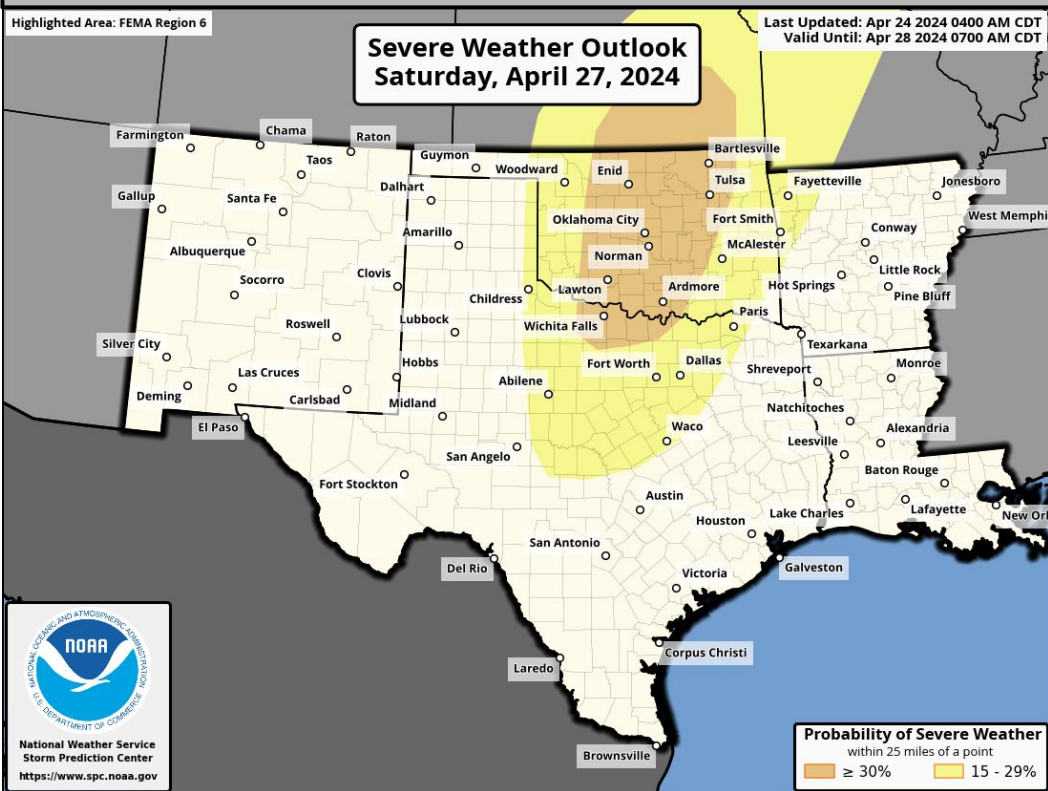 Highlighted Area: FEMA Region 6
Severe Weather Outlook
Saturday, April 27, 2024
Last Updated: Apr 24 2024 0400 AM CDT
Valid Until: Apr 28 2024 0700 AM CDT
Farmington
Chama
Raton
Taos
Guymon
Woodward
Enid
Bartlesville
Tulsa
Fayetteville
Jonesboro
Gallup
Santa Fe
Dalhart
Oklahoma City
Fort Smith
West Memphi
Albuquerque
Amarillo
Norman
McAlester
Conway
Socorro
Clovis
Childress
Lawton
Ardmore
Hot Springs
Little Rock
Pine Bluff
Roswell
Lubbock
Wichita Falls
Paris
Silver City
Texarkana
Las Cruces
Hobbs
Fort Worth
Dallas
Shreveport
Monroe
Deming
Carlsbad
Midland
Abilene
Natchitoches
El Paso
Waco
Alexandria
San Angelo
Leesville
Fort Stockton
Baton Rouge
Austin
Lake Charles
Lafayette
New Orl
Houston
San Antonio
Del Rio
Galveston
Victoria
Corpus Christi
Laredo
Brownsville
NATIONAL OCEANIC AND ATMOSPHERIC ADMINISTRATION
NOAA
U.S. DEPARTMENT OF COMMERCE
National Weather Service
Storm Prediction Center
https://www.spc.noaa.gov
Probability of Severe Weather
within 25 miles of a point
≥ 30%
15 - 29%